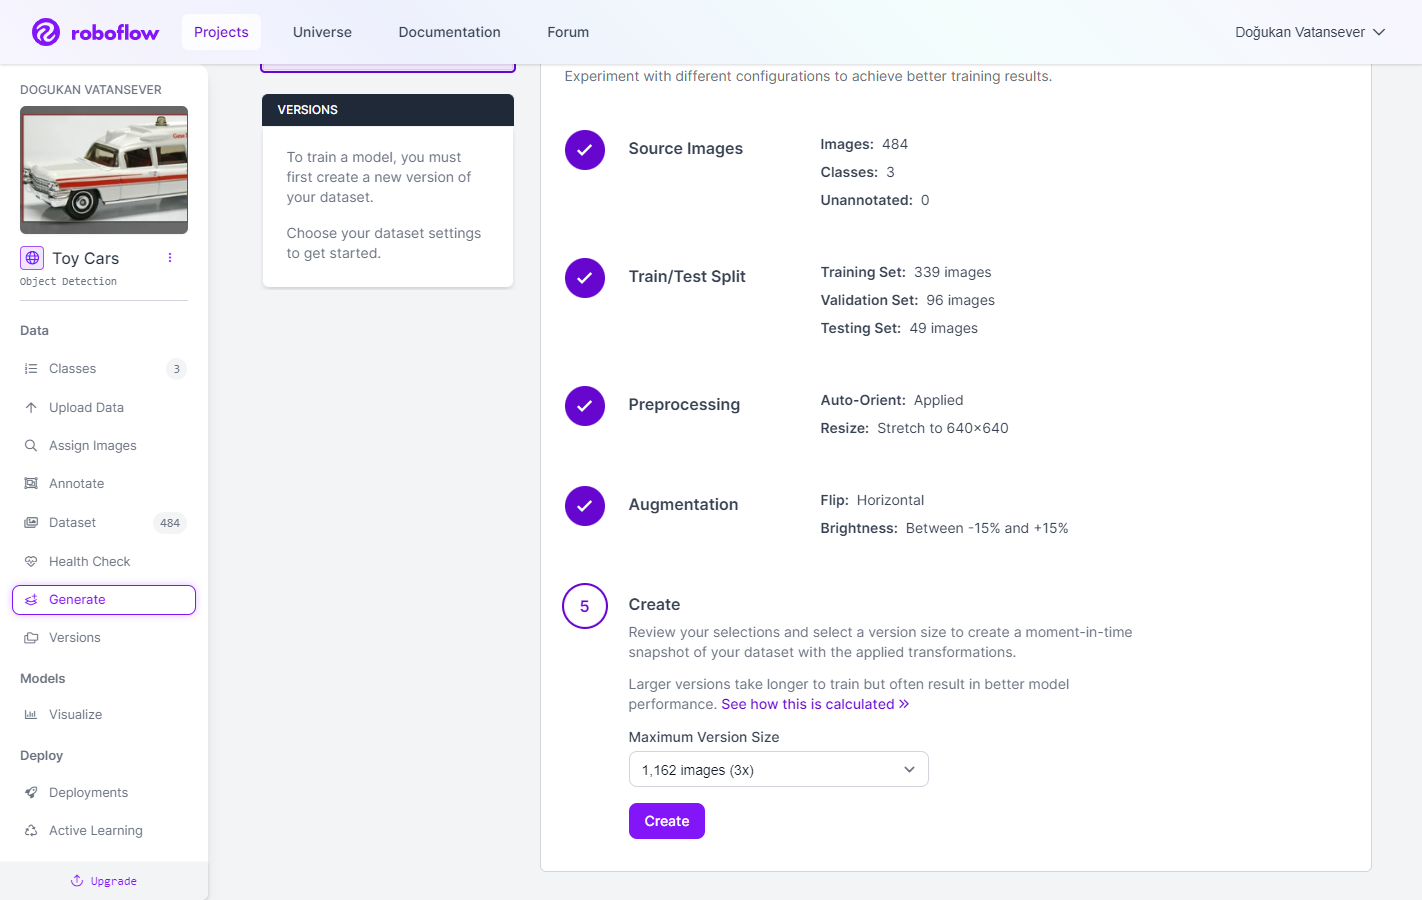 roboflow
Projects
Universe
Documentation
Forum
Doğukan Vatansever
DOGUKAN VATANSEVER
Toy Cars
Object Detection
Data
Classes
3
Upload Data
Assign Images
Annotate
Dataset
484
Health Check
Generate
Versions
Models
Visualize
Deploy
Deployments
Active Learning
Upgrade
VERSIONS
To train a model, you must
first create a new version of
your dataset.
Choose your dataset settings
to get started.
Experiment with different configurations to achieve better training results.
Source Images
Images: 484
Classes: 3
Unannotated: 0
Train/Test Split
Training Set: 339 images
Validation Set: 96 images
Testing Set: 49 images
Preprocessing
Auto-Orient: Applied
Resize: Stretch to 640×640
Augmentation
Flip: Horizontal
Brightness: Between -15% and +15%
5
Create
Review your selections and select a version size to create a moment-in-time
snapshot of your dataset with the applied transformations.
Larger versions take longer to train but often result in better model
performance. See how this is calculated »
Maximum Version Size
1,162 images (3x)
Create